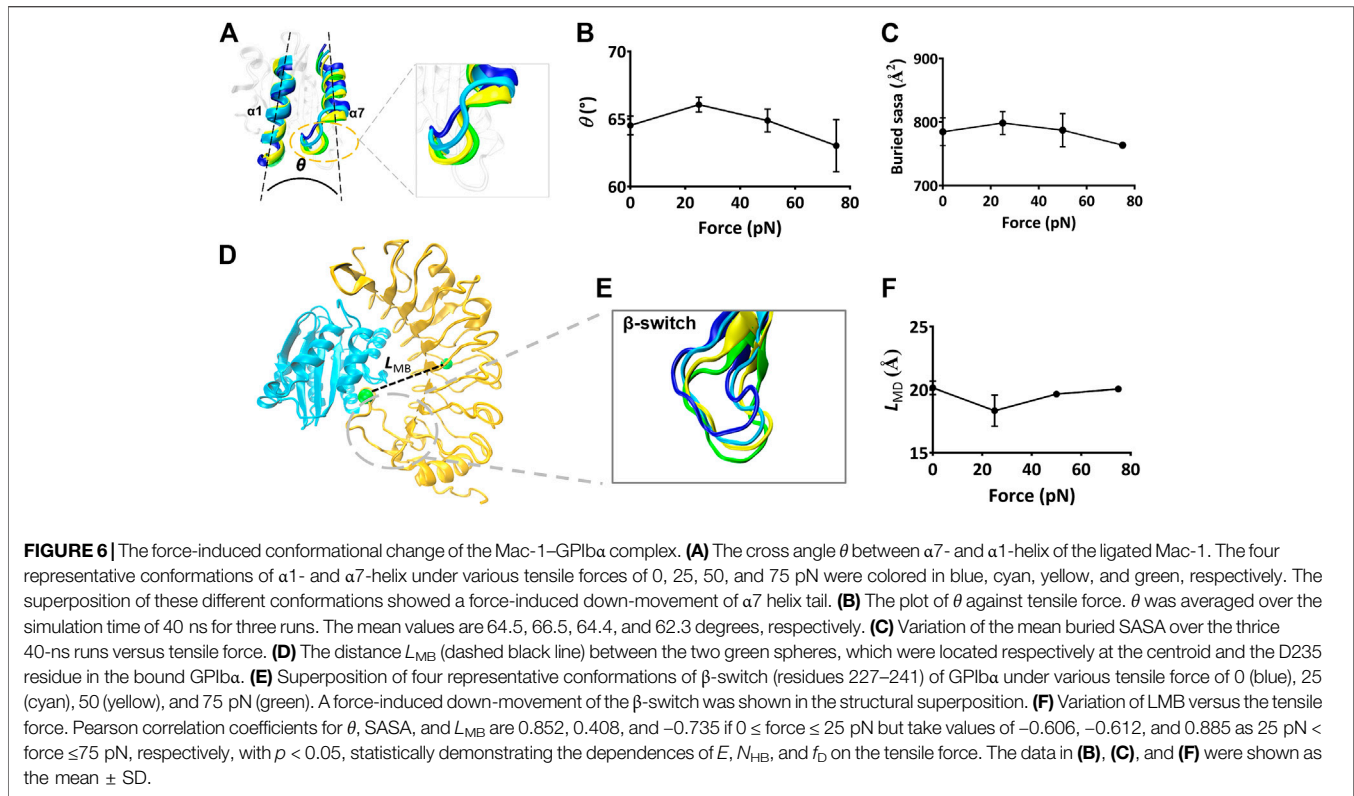 A
α1
α7
θ
B
70
65
60
θ (°)
0 20 40 60 80
Force (pN)
C
900
800
700
Buried sasa (Å²)
0 20 40 60 80
Force (pN)
D
LMB
E
β-switch
F
25
20
15
10
LMD (Å)
0 20 40 60 80
Force (pN)
FIGURE 6 | The force-induced conformational change of the Mac-1–GPIbα complex. (A) The cross angle θ between α7- and α1-helix of the ligated Mac-1. The four
representative conformations of α1- and α7-helix under various tensile forces of 0, 25, 50, and 75 pN were colored in blue, cyan, yellow, and green, respectively. The
superposition of these different conformations showed a force-induced down-movement of α7 helix tail. (B) The plot of θ against tensile force. θ was averaged over the
simulation time of 40 ns for three runs. The mean values are 64.5, 66.5, 64.4, and 62.3 degrees, respectively. (C) Variation of the mean buried SASA over the thrice
40-ns runs versus tensile force. (D) The distance LMB (dashed black line) between the two green spheres, which were located respectively at the centroid and the D235
residue in the bound GPIbα. (E) Superposition of four representative conformations of β-switch (residues 227–241) of GPIbα under various tensile force of 0 (blue), 25
(cyan), 50 (yellow), and 75 pN (green). A force-induced down-movement of the β-switch was shown in the structural superposition. (F) Variation of LMB versus the tensile
force. Pearson correlation coefficients for θ, SASA, and LMB are 0.852, 0.408, and −0.735 if 0 ≤ force ≤ 25 pN but take values of −0.606, −0.612, and 0.885 as 25 pN <
force ≤75 pN, respectively, with p < 0.05, statistically demonstrating the dependences of E, NHB, and fD on the tensile force. The data in (B), (C), and (F) were shown as
the mean ± SD.